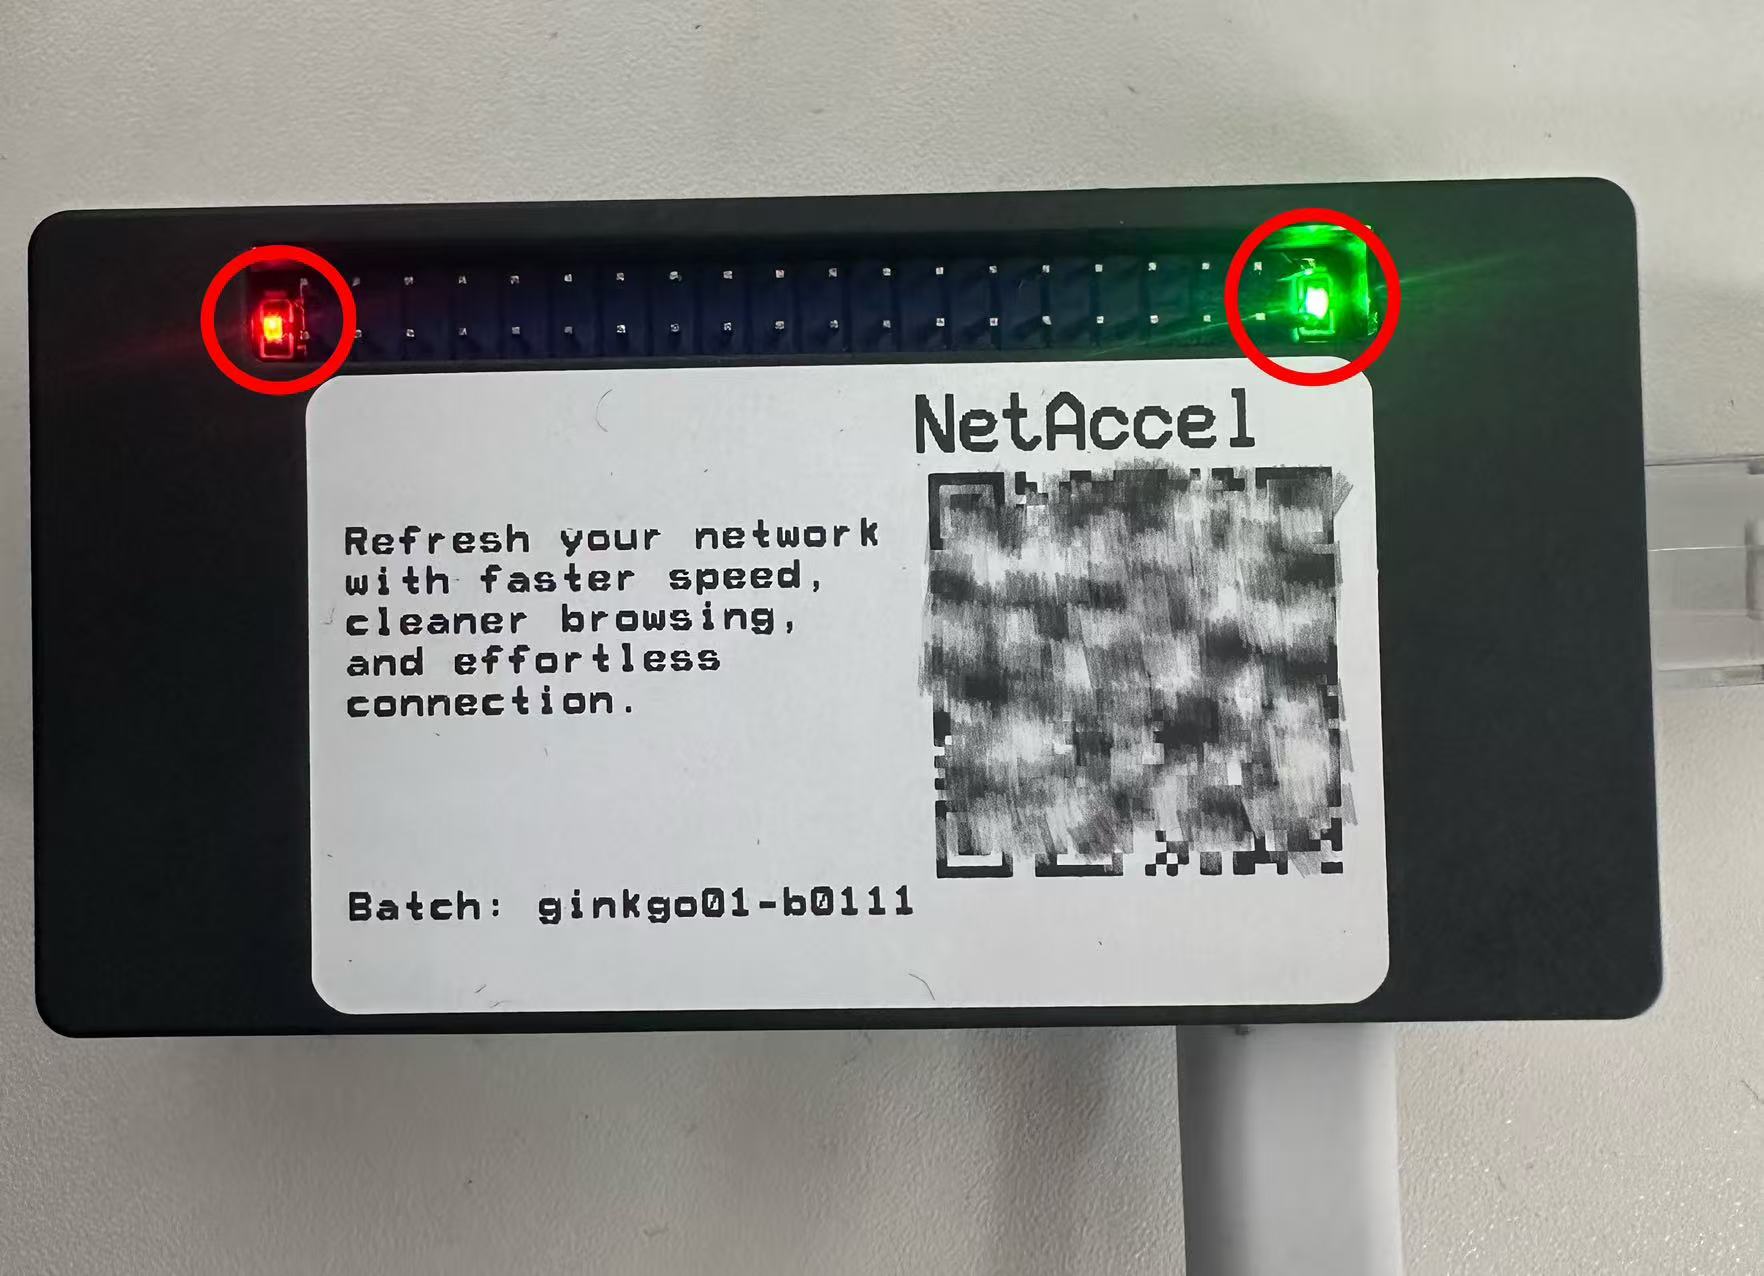 NetAccel
Refresh your network
with faster speed,
cleaner browsing,
and effortless
connection.
Batch: ginkgo01-b0111